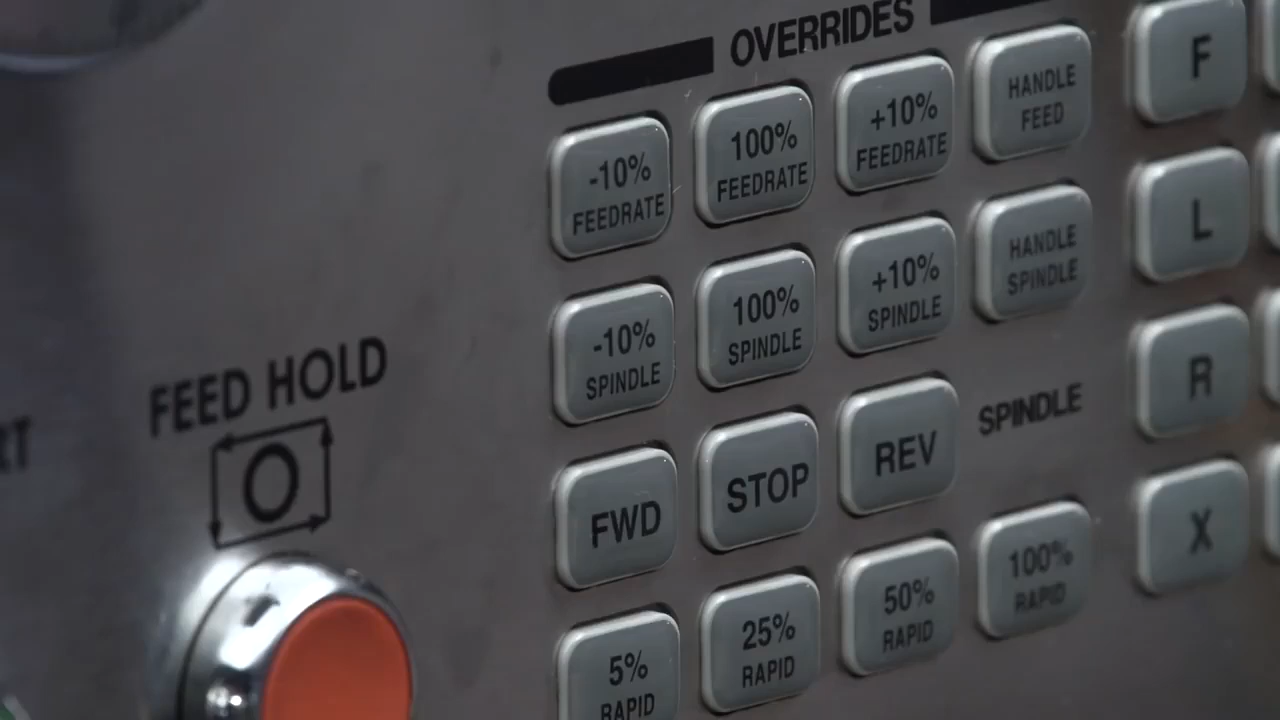 OVERRIDES
-10%
FEEDRATE
100%
FEEDRATE
+10%
FEEDRATE
HANDLE
FEED
F
-10%
SPINDLE
100%
SPINDLE
+10%
SPINDLE
HANDLE
SPINDLE
L
FWD
STOP
REV
SPINDLE
R
5%
RAPID
25%
RAPID
50%
RAPID
100%
RAPID
X
FEED HOLD
RT